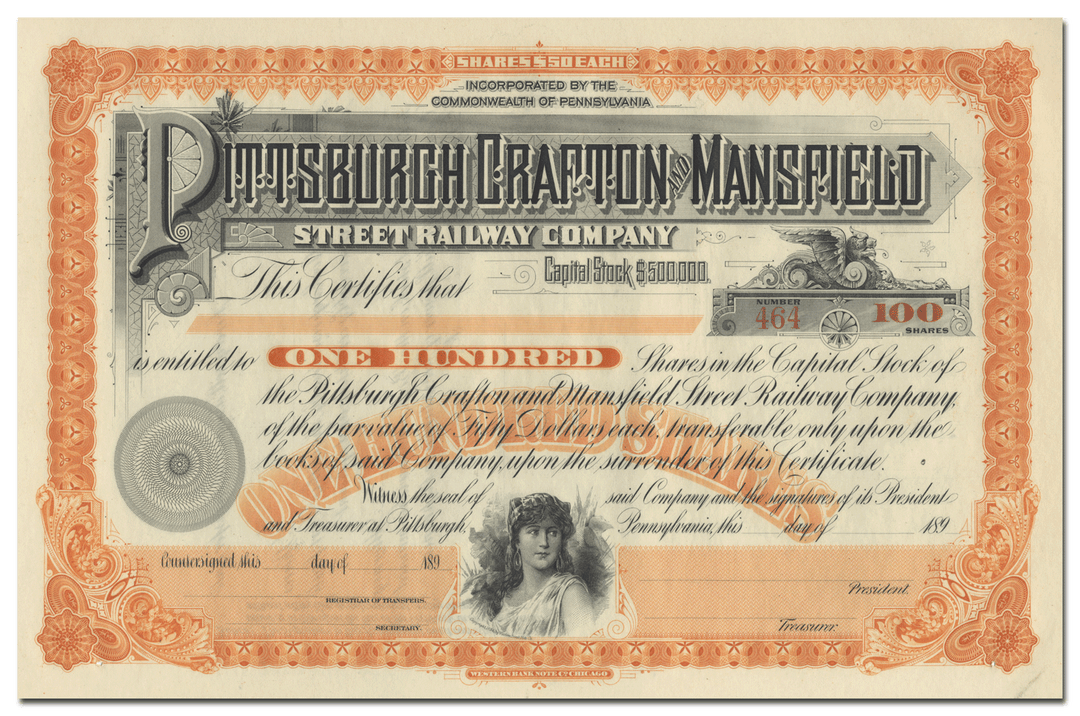 SHARES $50 EACH
INCORPORATED BY THE
COMMONWEALTH OF PENNSYLVANIA
PITTSBURGH CRAFTON AND MANSFIELD
STREET RAILWAY COMPANY
Capital Stock $500,000.
This Certifies that
NUMBER
464
100
SHARES
is entitled to ONE HUNDRED Shares in the Capital Stock of
the Pittsburgh Crafton and Mansfield Street Railway Company,
of the par value of Fifty Dollars each, transferable only upon the
books of said Company, upon the surrender of this Certificate.
ONE HUNDRED SHARES
Witness the seal of said Company and the signatures of its President
and Treasurer at Pittsburgh, Pennsylvania, this day of 189
Countersigned this day of 189
REGISTRAR OF TRANSFERS.
SECRETARY.
President.
Treasurer.
WESTERN BANK NOTE CO. CHICAGO